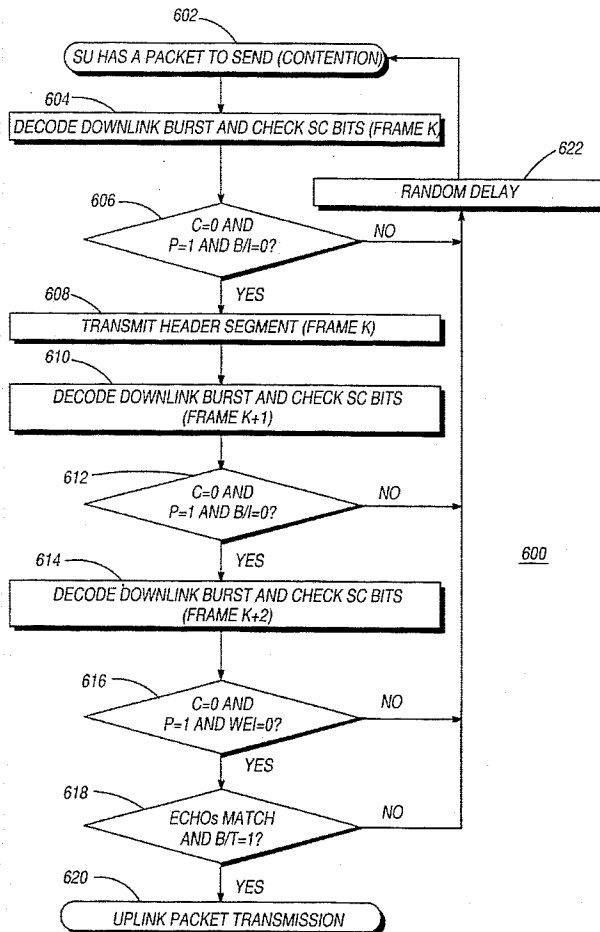 602
SU HAS A PACKET TO SEND (CONTENTION)
604
DECODE DOWNLINK BURST AND CHECK SC BITS (FRAME K)
622
RANDOM DELAY
606
C=0 AND
P=1 AND B/I=0?
NO
YES
608
TRANSMIT HEADER SEGMENT (FRAME K)
610
DECODE DOWNLINK BURST AND CHECK SC BITS
(FRAME K+1)
612
C=0 AND
P=1 AND B/I=0?
NO
YES
600
614
DECODE DOWNLINK BURST AND CHECK SC BITS
(FRAME K+2)
616
C=0 AND
P=1 AND WEI=0?
NO
YES
618
ECHOs MATCH
AND B/T=1?
NO
YES
620
UPLINK PACKET TRANSMISSION